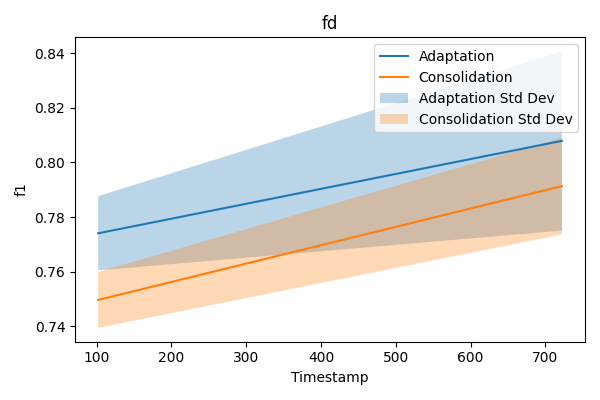 fd
0.84
0.82
0.80
0.78
0.76
0.74
f1
100
200
300
400
500
600
700
Timestamp
Adaptation
Consolidation
Adaptation Std Dev
Consolidation Std Dev